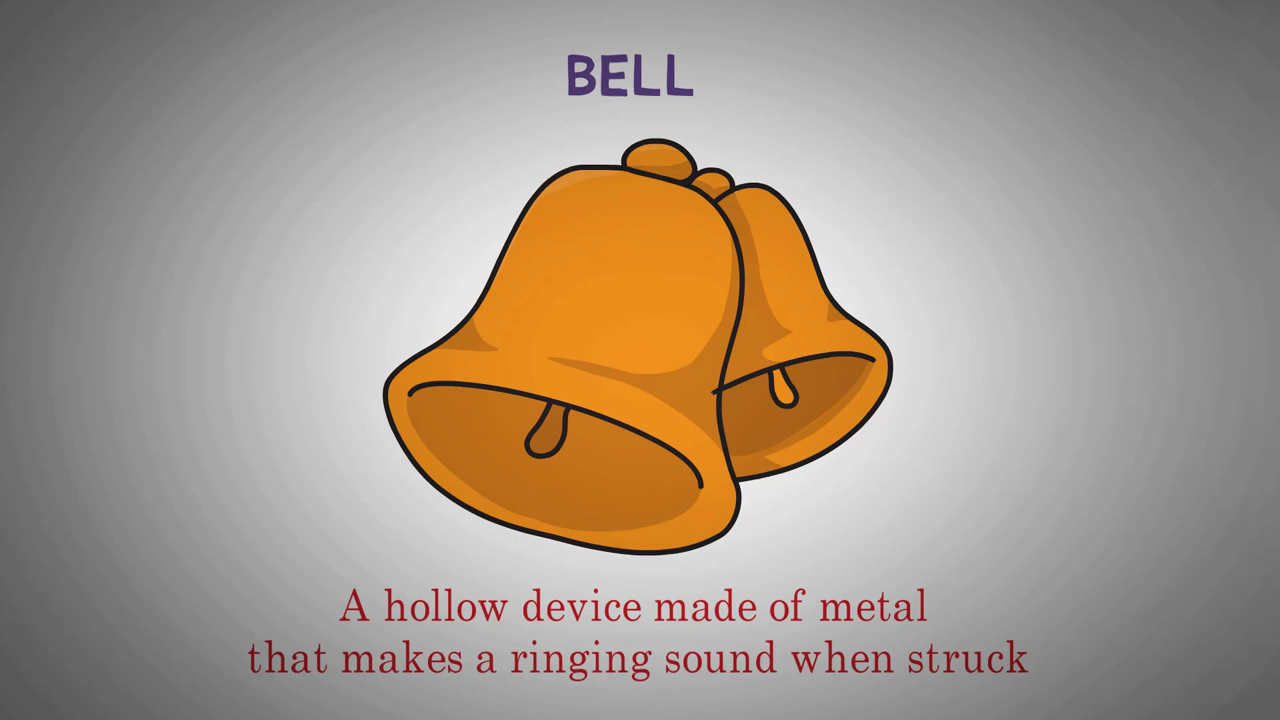 BELL
A hollow device made of metal
that makes a ringing sound when struck